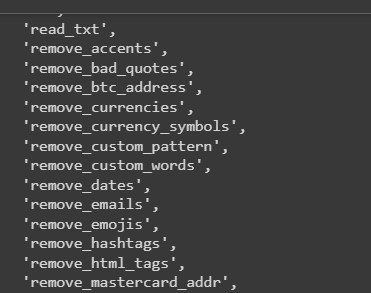 'read_txt',
'remove_accents',
'remove_bad_quotes',
'remove_btc_address',
'remove_currencies',
'remove_currency_symbols',
'remove_custom_pattern',
'remove_custom_words',
'remove_dates',
'remove_emails',
'remove_emojis',
'remove_hashtags',
'remove_html_tags',
'remove_mastercard_addr',